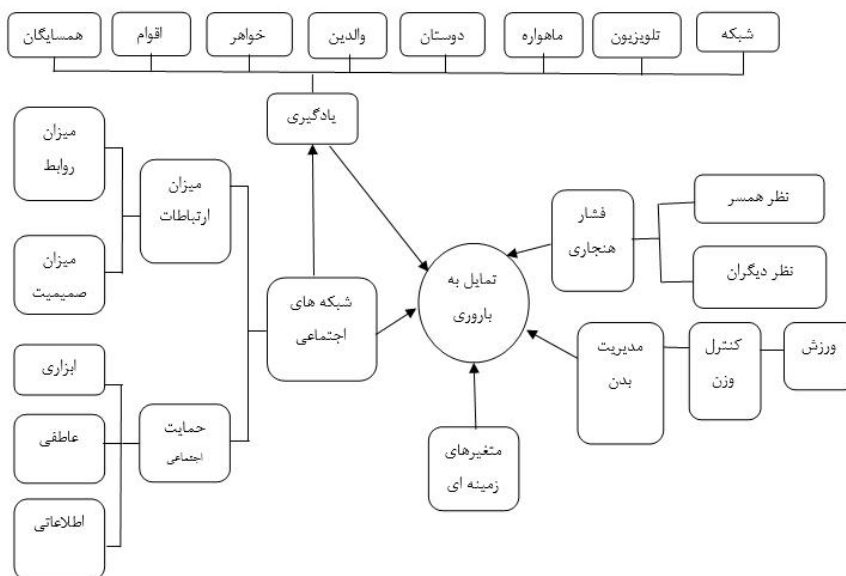 شبکه
تلویزیون
ماهواره
دوستان
والدین
خواهر
اقوام
همسایگان
یادگیری
میزان
روابط
میزان
ارتباطات
میزان
صمیمیت
شبکه های
اجتماعی
تمایل به
باروری
فشار
هنجاری
نظر همسر
نظر دیگران
مدیریت
بدن
کنترل
وزن
ورزش
متغیرهای
زمینه ای
حمایت
اجتماعی
ابزاری
عاطفی
اطلاعاتی